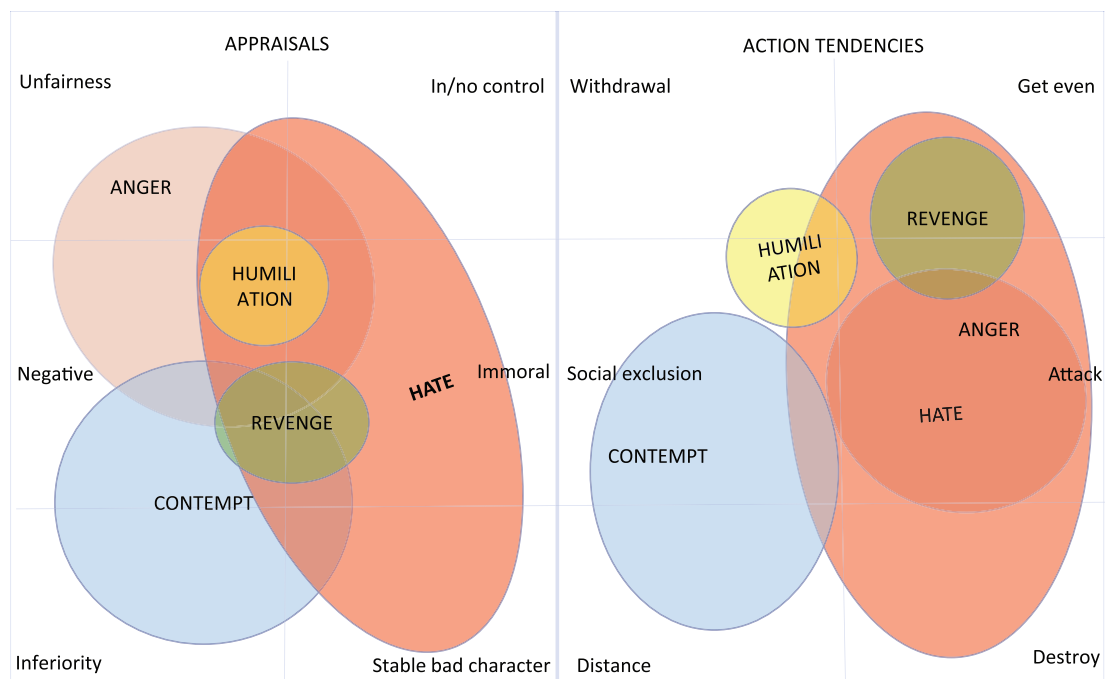 APPRAISALS
Unfairness
In/no control
ANGER
HUMILI
ATION
Negative
Immoral
HATE
REVENGE
CONTEMPT
Inferiority
Stable bad character
ACTION TENDENCIES
Withdrawal
Get even
REVENGE
HUMILI
ATION
ANGER
Social exclusion
Attack
HATE
CONTEMPT
Distance
Destroy